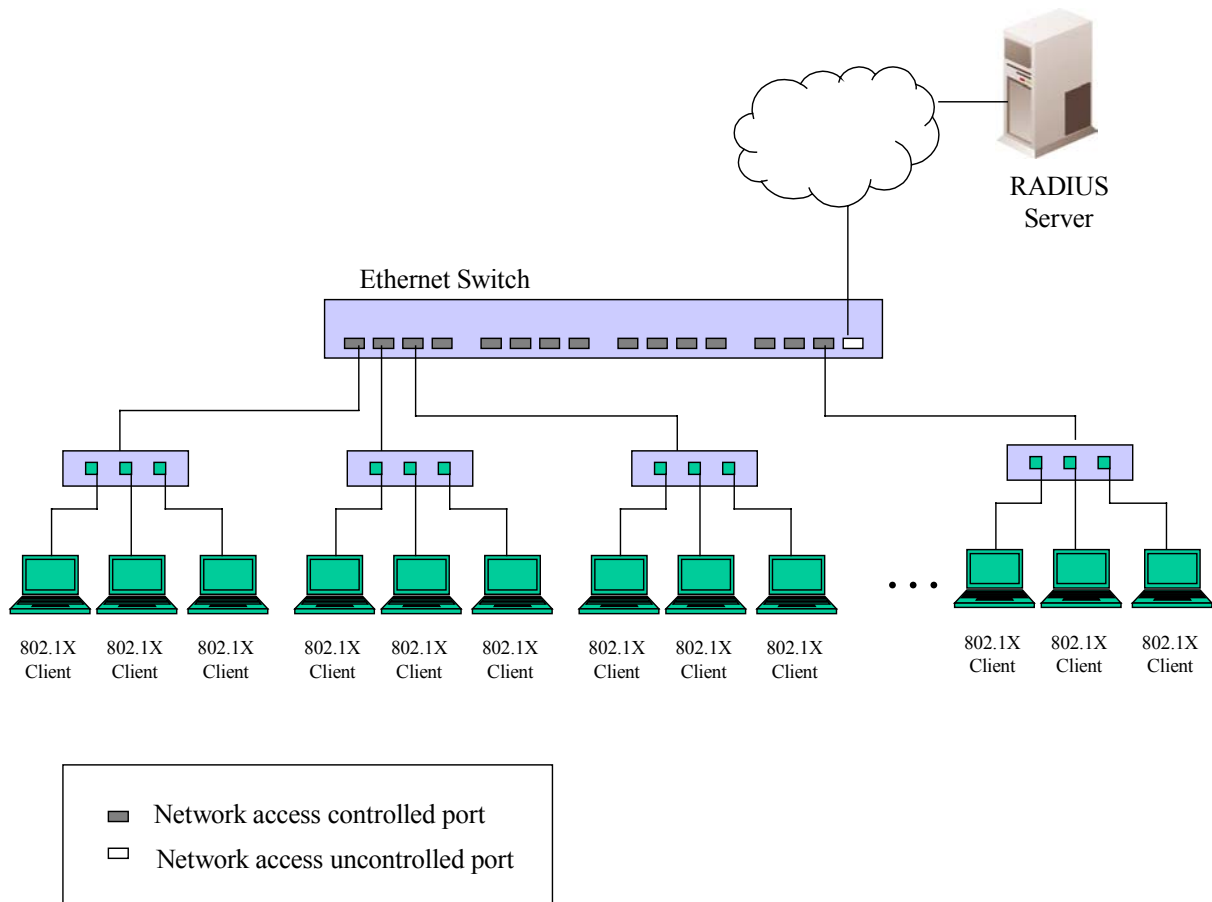 RADIUS
Server
Ethernet Switch
802.1X
Client
802.1X
Client
802.1X
Client
802.1X
Client
802.1X
Client
802.1X
Client
802.1X
Client
802.1X
Client
802.1X
Client
...
802.1X
Client
802.1X
Client
802.1X
Client
Network access controlled port
Network access uncontrolled port